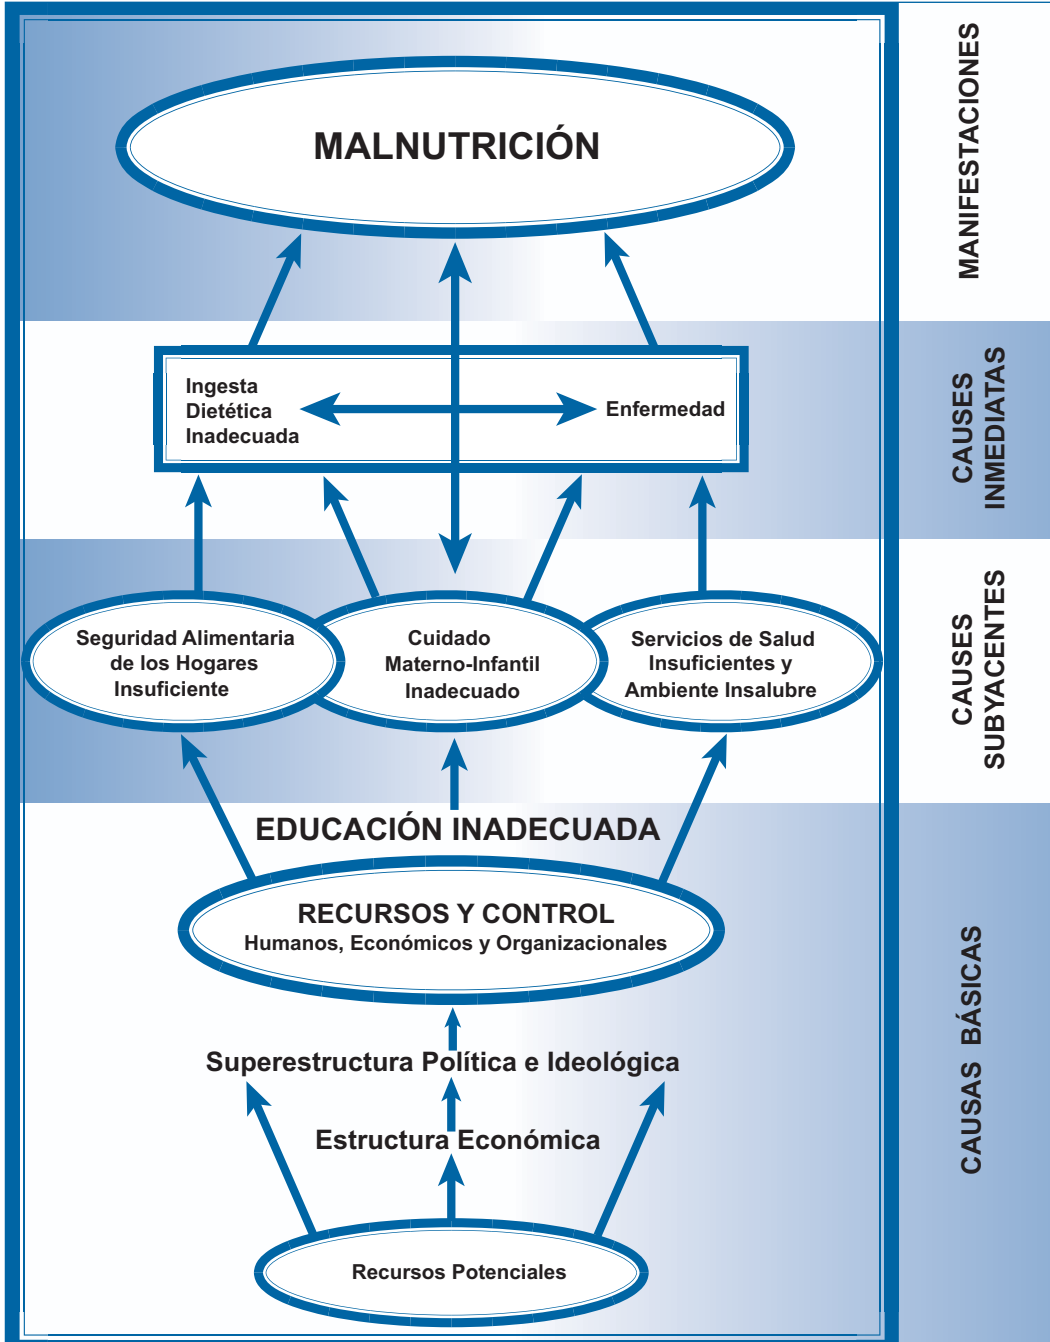 MALNUTRICIÓN
MANIFESTACIONES
Ingesta
Dietética
Inadecuada
Enfermedad
CAUSES
INMEDIATAS
Seguridad Alimentaria
de los Hogares
Insuficiente
Cuidado
Materno-Infantil
Inadecuado
Servicios de Salud
Insuficientes y
Ambiente Insalubre
CAUSES
SUBYACENTES
EDUCACIÓN INADECUADA
RECURSOS Y CONTROL
Humanos, Económicos y Organizacionales
Superestructura Política e Ideológica
Estructura Económica
Recursos Potenciales
CAUSAS BÁSICAS